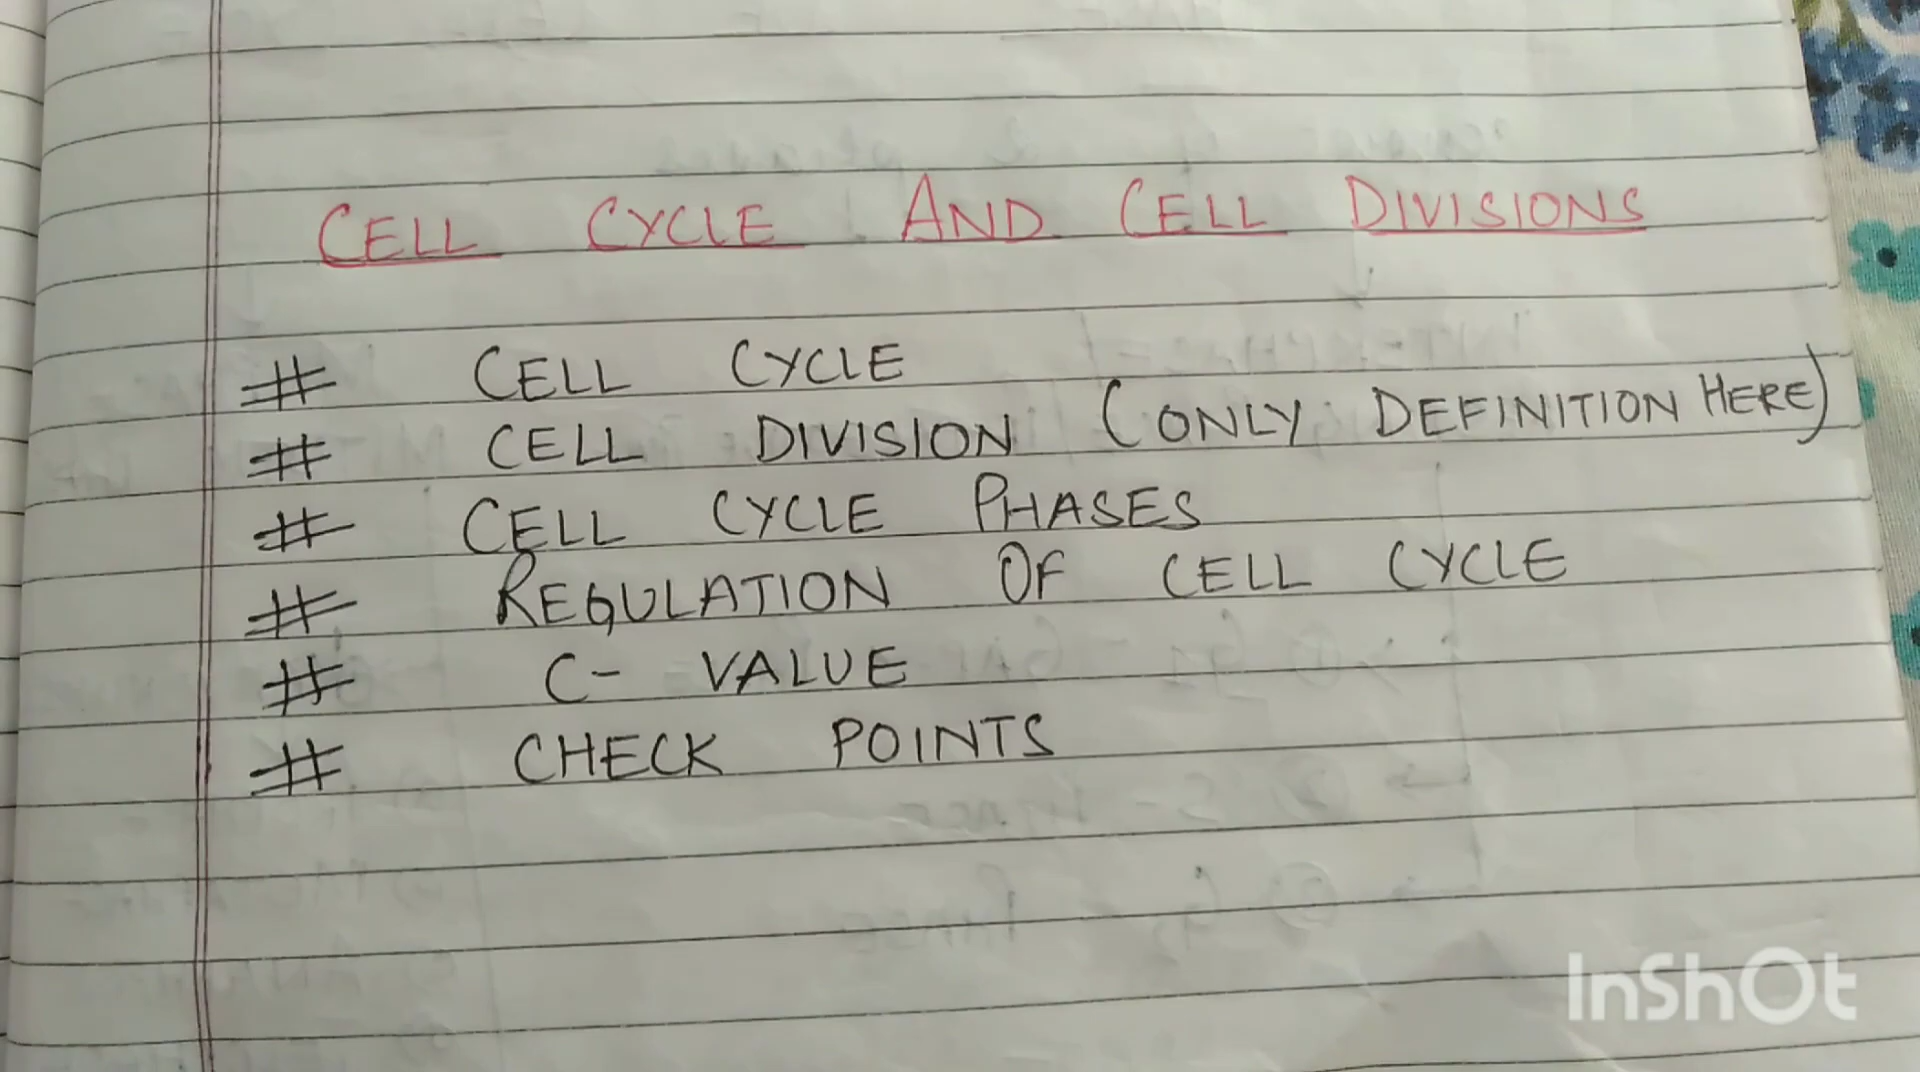 CELL CYCLE AND CELL DIVISIONS
# CELL CYCLE
# CELL DIVISION (ONLY DEFINITION HERE)
# CELL CYCLE PHASES
# REGULATION OF CELL CYCLE
# C- VALUE
# CHECK POINTS
InShOt